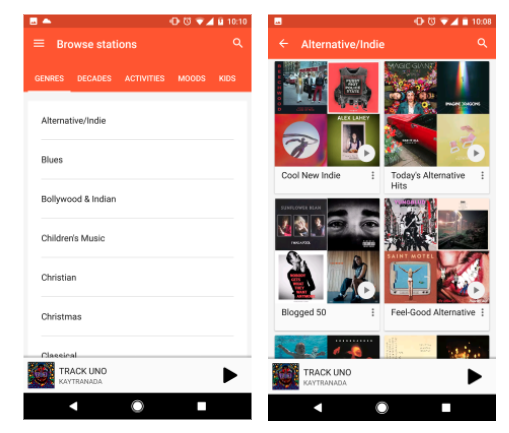 10:10
Browse stations
GENRES DECADES ACTIVITIES MOODS KIDS
Alternative/Indie
Blues
Bollywood & Indian
Children's Music
Christian
Christmas
Classical
TRACK UNO
KAYTRANADA
10:08
Alternative/Indie
MAGIC GIANT
IMAGINE DRAGONS
ALEX LAHEY
Cool New Indie
Today's Alternative
Hits
SUNFLOWER BEAN
SAINT MOTEL
Blogged 50
Feel-Good Alternative
TRACK UNO
KAYTRANADA